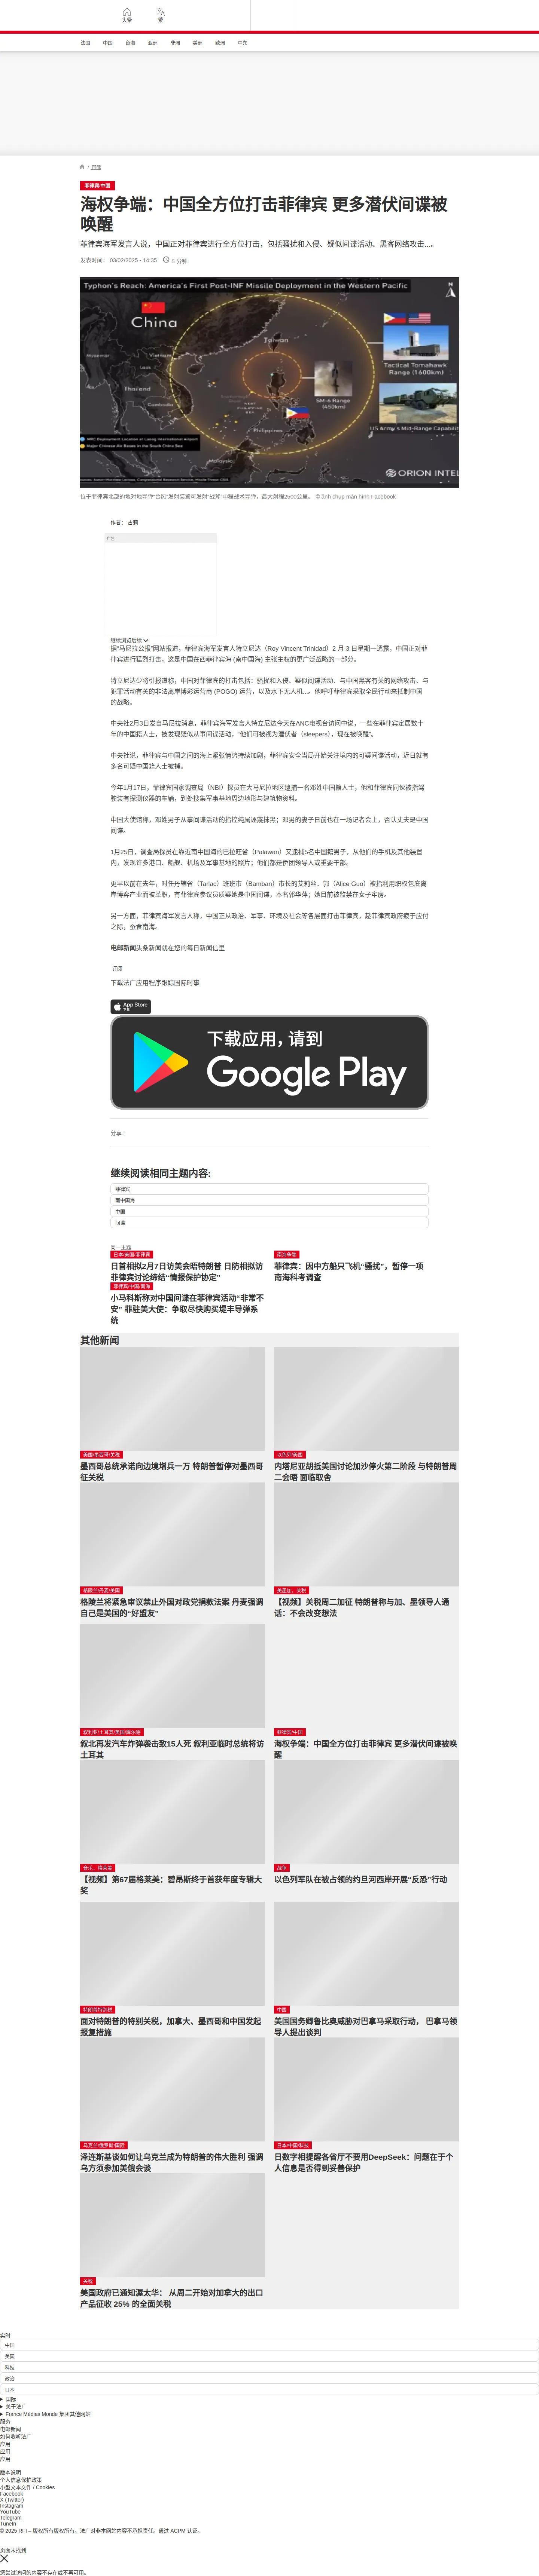 头条
繁
法国
中国
台海
亚洲
非洲
美洲
欧洲
中东
/ 国际
菲律宾/中国
海权争端：中国全方位打击菲律宾 更多潜伏间谍被
唤醒
菲律宾海军发言人说，中国正对菲律宾进行全方位打击，包括骚扰和入侵、疑似间谍活动、黑客网络攻击...。
发表时间： 03/02/2025 - 14:35
5 分钟
Typhon's Reach: America's First Post-INF Missile Deployment in the Western Pacific
N
China
Myanmar
Taiwan
Thailand
Cambodia
Philippines
Malaysia
SM-6 Range
(450km)
Tactical Tomahawk
Range (1600km)
US Army's Mid-Range Capability
MRC Deployment Location at Laoag International Airport
Major Chinese Air Bases in the South China Sea
ORION INTEL
位于菲律宾北部的地对地导弹“台风”发射装置可发射“战斧”中程战术导弹，最大射程2500公里。 © ảnh chụp màn hình Facebook
作者： 古莉
广告
继续浏览后续
据“马尼拉公报”网站报道，菲律宾海军发言人特立尼达（Roy Vincent Trinidad）2 月 3 日星期一透露，中国正对菲
律宾进行猛烈打击，这是中国在西菲律宾海 (南中国海) 主张主权的更广泛战略的一部分。
特立尼达少将引报道称，中国对菲律宾的打击包括：骚扰和入侵、疑似间谍活动、与中国黑客有关的网络攻击、与
犯罪活动有关的非法离岸博彩运营商 (POGO) 运营，以及水下无人机...。他呼吁菲律宾采取全民行动来抵制中国
的战略。
中央社2月3日发自马尼拉消息，菲律宾海军发言人特立尼达今天在ANC电视台访问中说，一些在菲律宾定居数十
年的中国籍人士，被发现疑似从事间谍活动，“他们可被视为潜伏者（sleepers），现在被唤醒”。
中央社说，菲律宾与中国之间的海上紧张情势持续加剧，菲律宾安全当局开始关注境内的可疑间谍活动，近日就有
多名可疑中国籍人士被捕。
今年1月17日，菲律宾国家调查局（NBI）探员在大马尼拉地区逮捕一名邓姓中国籍人士，他和菲律宾同伙被指驾
驶装有探测仪器的车辆，到处搜集军事基地周边地形与建筑物资料。
中国大使馆称，邓姓男子从事间谍活动的指控纯属诬蔑抹黑；邓男的妻子日前也在一场记者会上，否认丈夫是中国
间谍。
1月25日，调查局探员在靠近南中国海的巴拉旺省（Palawan）又逮捕5名中国籍男子，从他们的手机及其他装置
内，发现许多港口、船舰、机场及军事基地的照片；他们都是侨团领导人或重要干部。
更早以前在去年，时任丹辘省（Tarlac）班班市（Bamban）市长的艾莉丝．郭（Alice Guo）被指利用职权包庇离
岸博弈产业而被革职，有菲律宾参议员质疑她是中国间谍，本名郭华萍；她目前被监禁在女子牢房。
另一方面，菲律宾海军发言人称，中国正从政治、军事、环境及社会等各层面打击菲律宾，趁菲律宾政府疲于应付
之际，蚕食南海。
电邮新闻头条新闻就在您的每日新闻信里
订阅
下载法广应用程序跟踪国际时事
App Store
下载
下载应用，请到
Google Play
分享 :
继续阅读相同主题内容:
菲律宾
南中国海
中国
间谍
同一主题
日本/美国/菲律宾
日首相拟2月7日访美会晤特朗普 日防相拟访
菲律宾讨论缔结“情报保护协定”
南海争端
菲律宾：因中方船只飞机“骚扰”，暂停一项
南海科考调查
菲律宾/中国/南海
小马科斯称对中国间谍在菲律宾活动“非常不
安” 菲驻美大使：争取尽快购买堤丰导弹系
统
其他新闻
美国/墨西哥/关税
墨西哥总统承诺向边境增兵一万 特朗普暂停对墨西哥
征关税
以色列/美国
内塔尼亚胡抵美国讨论加沙停火第二阶段 与特朗普周
二会晤 面临取舍
格陵兰/丹麦/美国
格陵兰将紧急审议禁止外国对政党捐款法案 丹麦强调
自己是美国的“好盟友”
美墨加、关税
【视频】关税周二加征 特朗普称与加、墨领导人通
话：不会改变想法
叙利亚/土耳其/美国/库尔德
叙北再发汽车炸弹袭击致15人死 叙利亚临时总统将访
土耳其
菲律宾/中国
海权争端：中国全方位打击菲律宾 更多潜伏间谍被唤
醒
音乐、格莱美
【视频】第67届格莱美：碧昂斯终于首获年度专辑大
奖
战争
以色列军队在被占领的约旦河西岸开展“反恐”行动
特朗普特别税
面对特朗普的特别关税，加拿大、墨西哥和中国发起
报复措施
中国
美国国务卿鲁比奥威胁对巴拿马采取行动， 巴拿马领
导人提出谈判
乌克兰/俄罗斯/国际
泽连斯基谈如何让乌克兰成为特朗普的伟大胜利 强调
乌方须参加美俄会谈
日本/中国/科技
日数字相提醒各省厅不要用DeepSeek：问题在于个
人信息是否得到妥善保护
关税
美国政府已通知渥太华： 从周二开始对加拿大的出口
产品征收 25% 的全面关税
实时
中国
美国
科技
政治
日本
国际
关于法广
France Médias Monde 集团其他网站
服务
电邮新闻
如何收听法广
应用
应用
应用
版本说明
个人信息保护政策
小型文本文件 / Cookies
Facebook
X (Twitter)
Instagram
YouTube
Telegram
TuneIn
© 2025 RFI – 版权所有版权所有。法广对非本网站内容不承担责任。通过 ACPM 认证。
页面未找到
您尝试访问的内容不存在或不再可用。